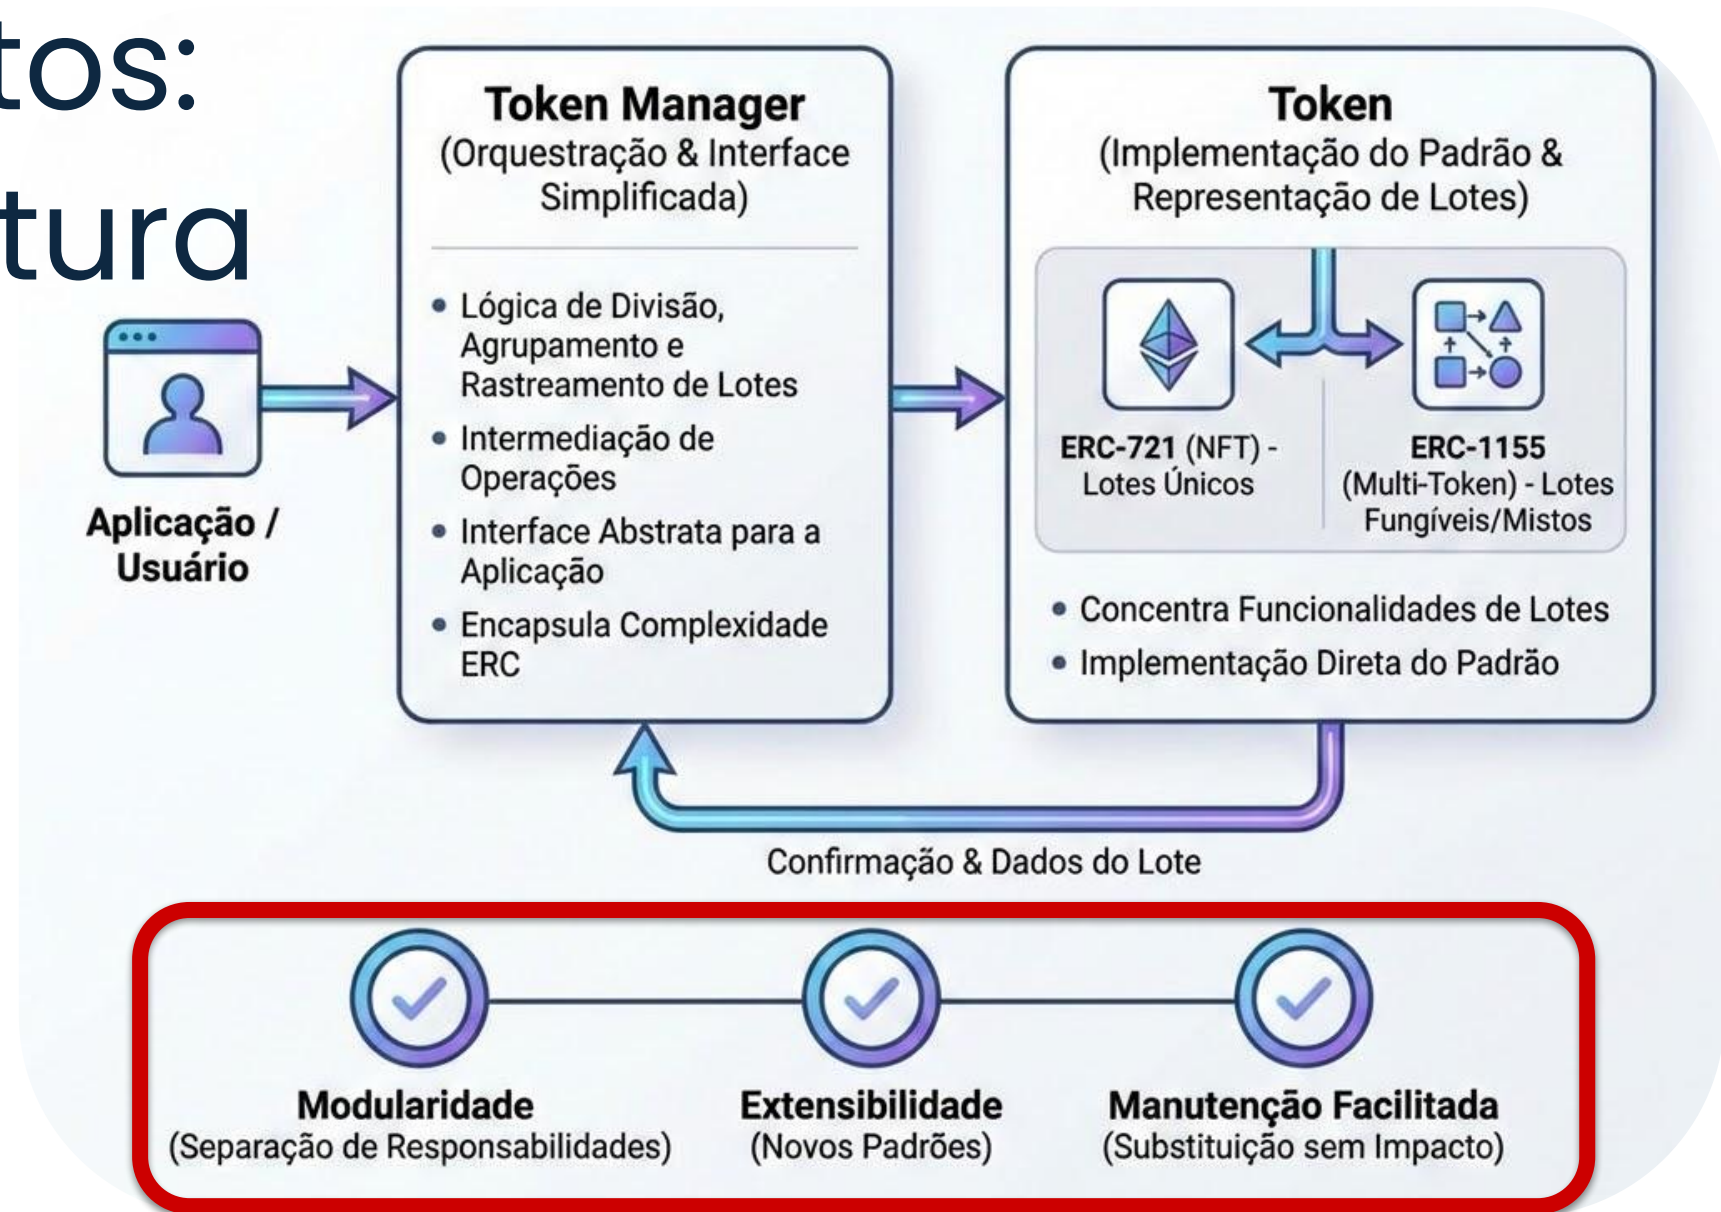 tos:
tura
Aplicação /
Usuário
Token Manager
(Orquestração & Interface
Simplificada)
• Lógica de Divisão,
Agrupamento e
Rastreamento de Lotes
• Intermediação de
Operações
• Interface Abstrata para a
Aplicação
• Encapsula Complexidade
ERC
Token
(Implementação do Padrão &
Representação de Lotes)
ERC-721 (NFT) -
Lotes Únicos
ERC-1155
(Multi-Token) - Lotes
Fungíveis/Mistos
• Concentra Funcionalidades de Lotes
• Implementação Direta do Padrão
Confirmação & Dados do Lote
Modularidade
(Separação de Responsabilidades)
Extensibilidade
(Novos Padrões)
Manutenção Facilitada
(Substituição sem Impacto)